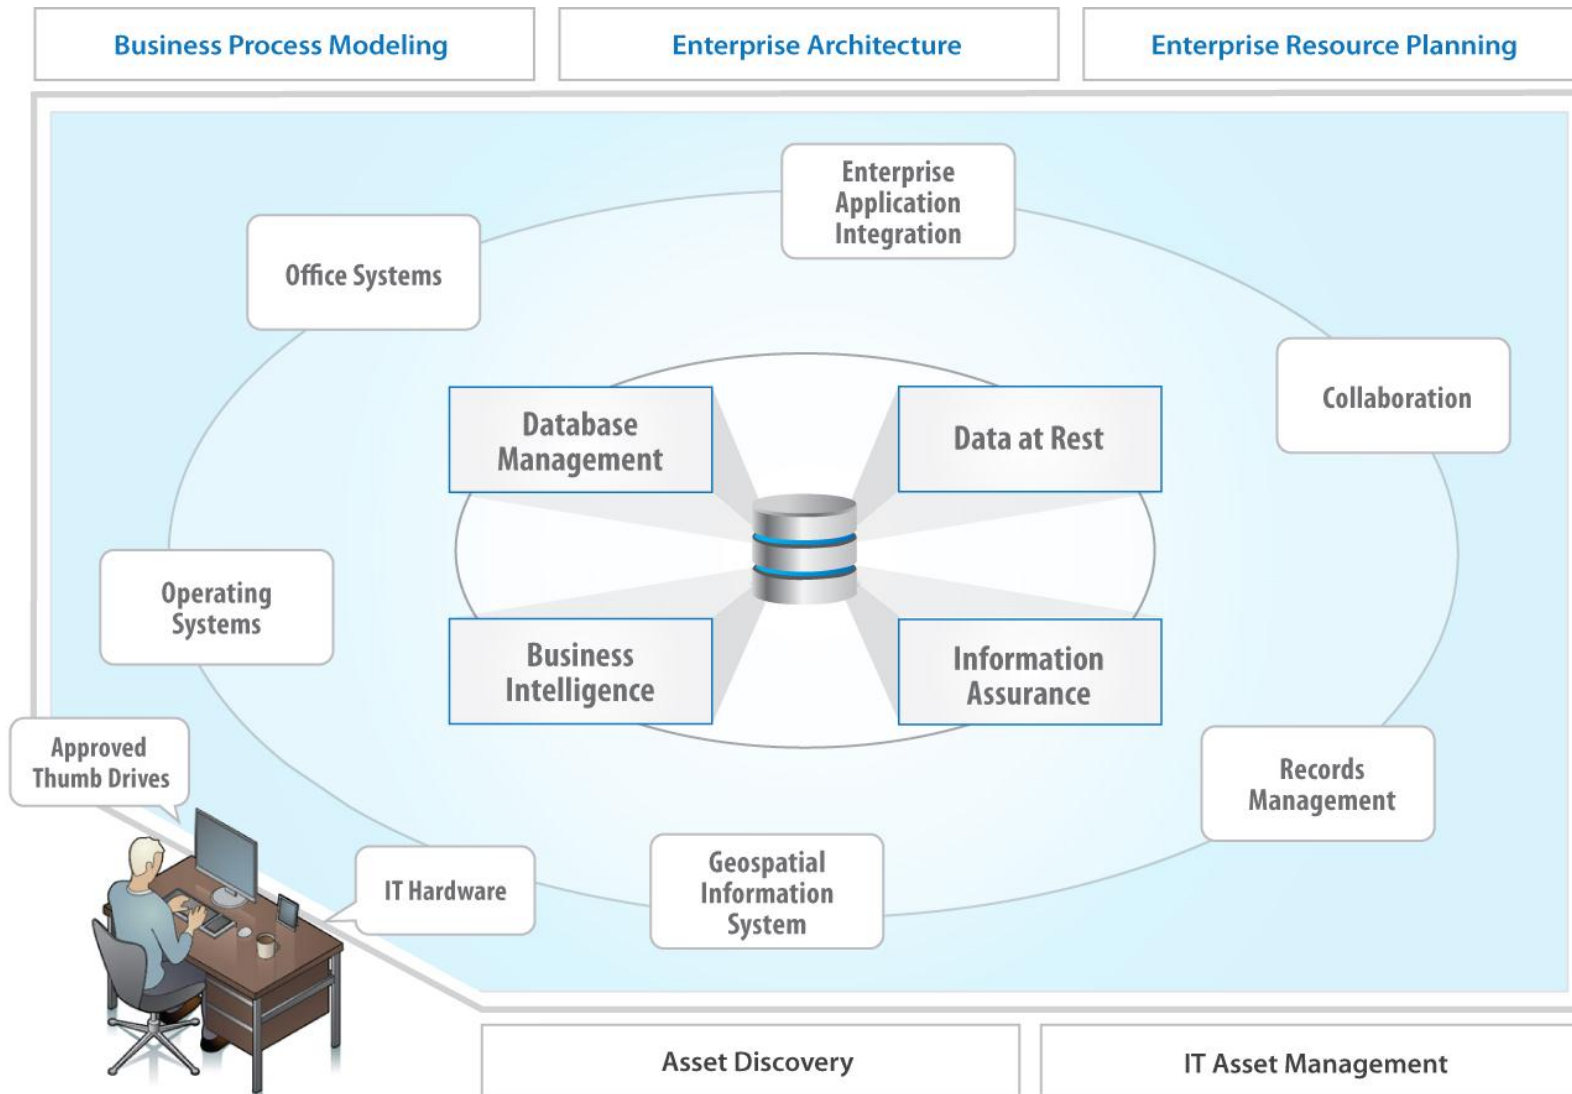 Business Process Modeling
Enterprise Architecture
Enterprise Resource Planning
Enterprise
Application
Integration
Office Systems
Collaboration
Database
Management
Data at Rest
Operating
Systems
Business
Intelligence
Information
Assurance
Approved
Thumb Drives
Records
Management
IT Hardware
Geospatial
Information
System
Asset Discovery
IT Asset Management